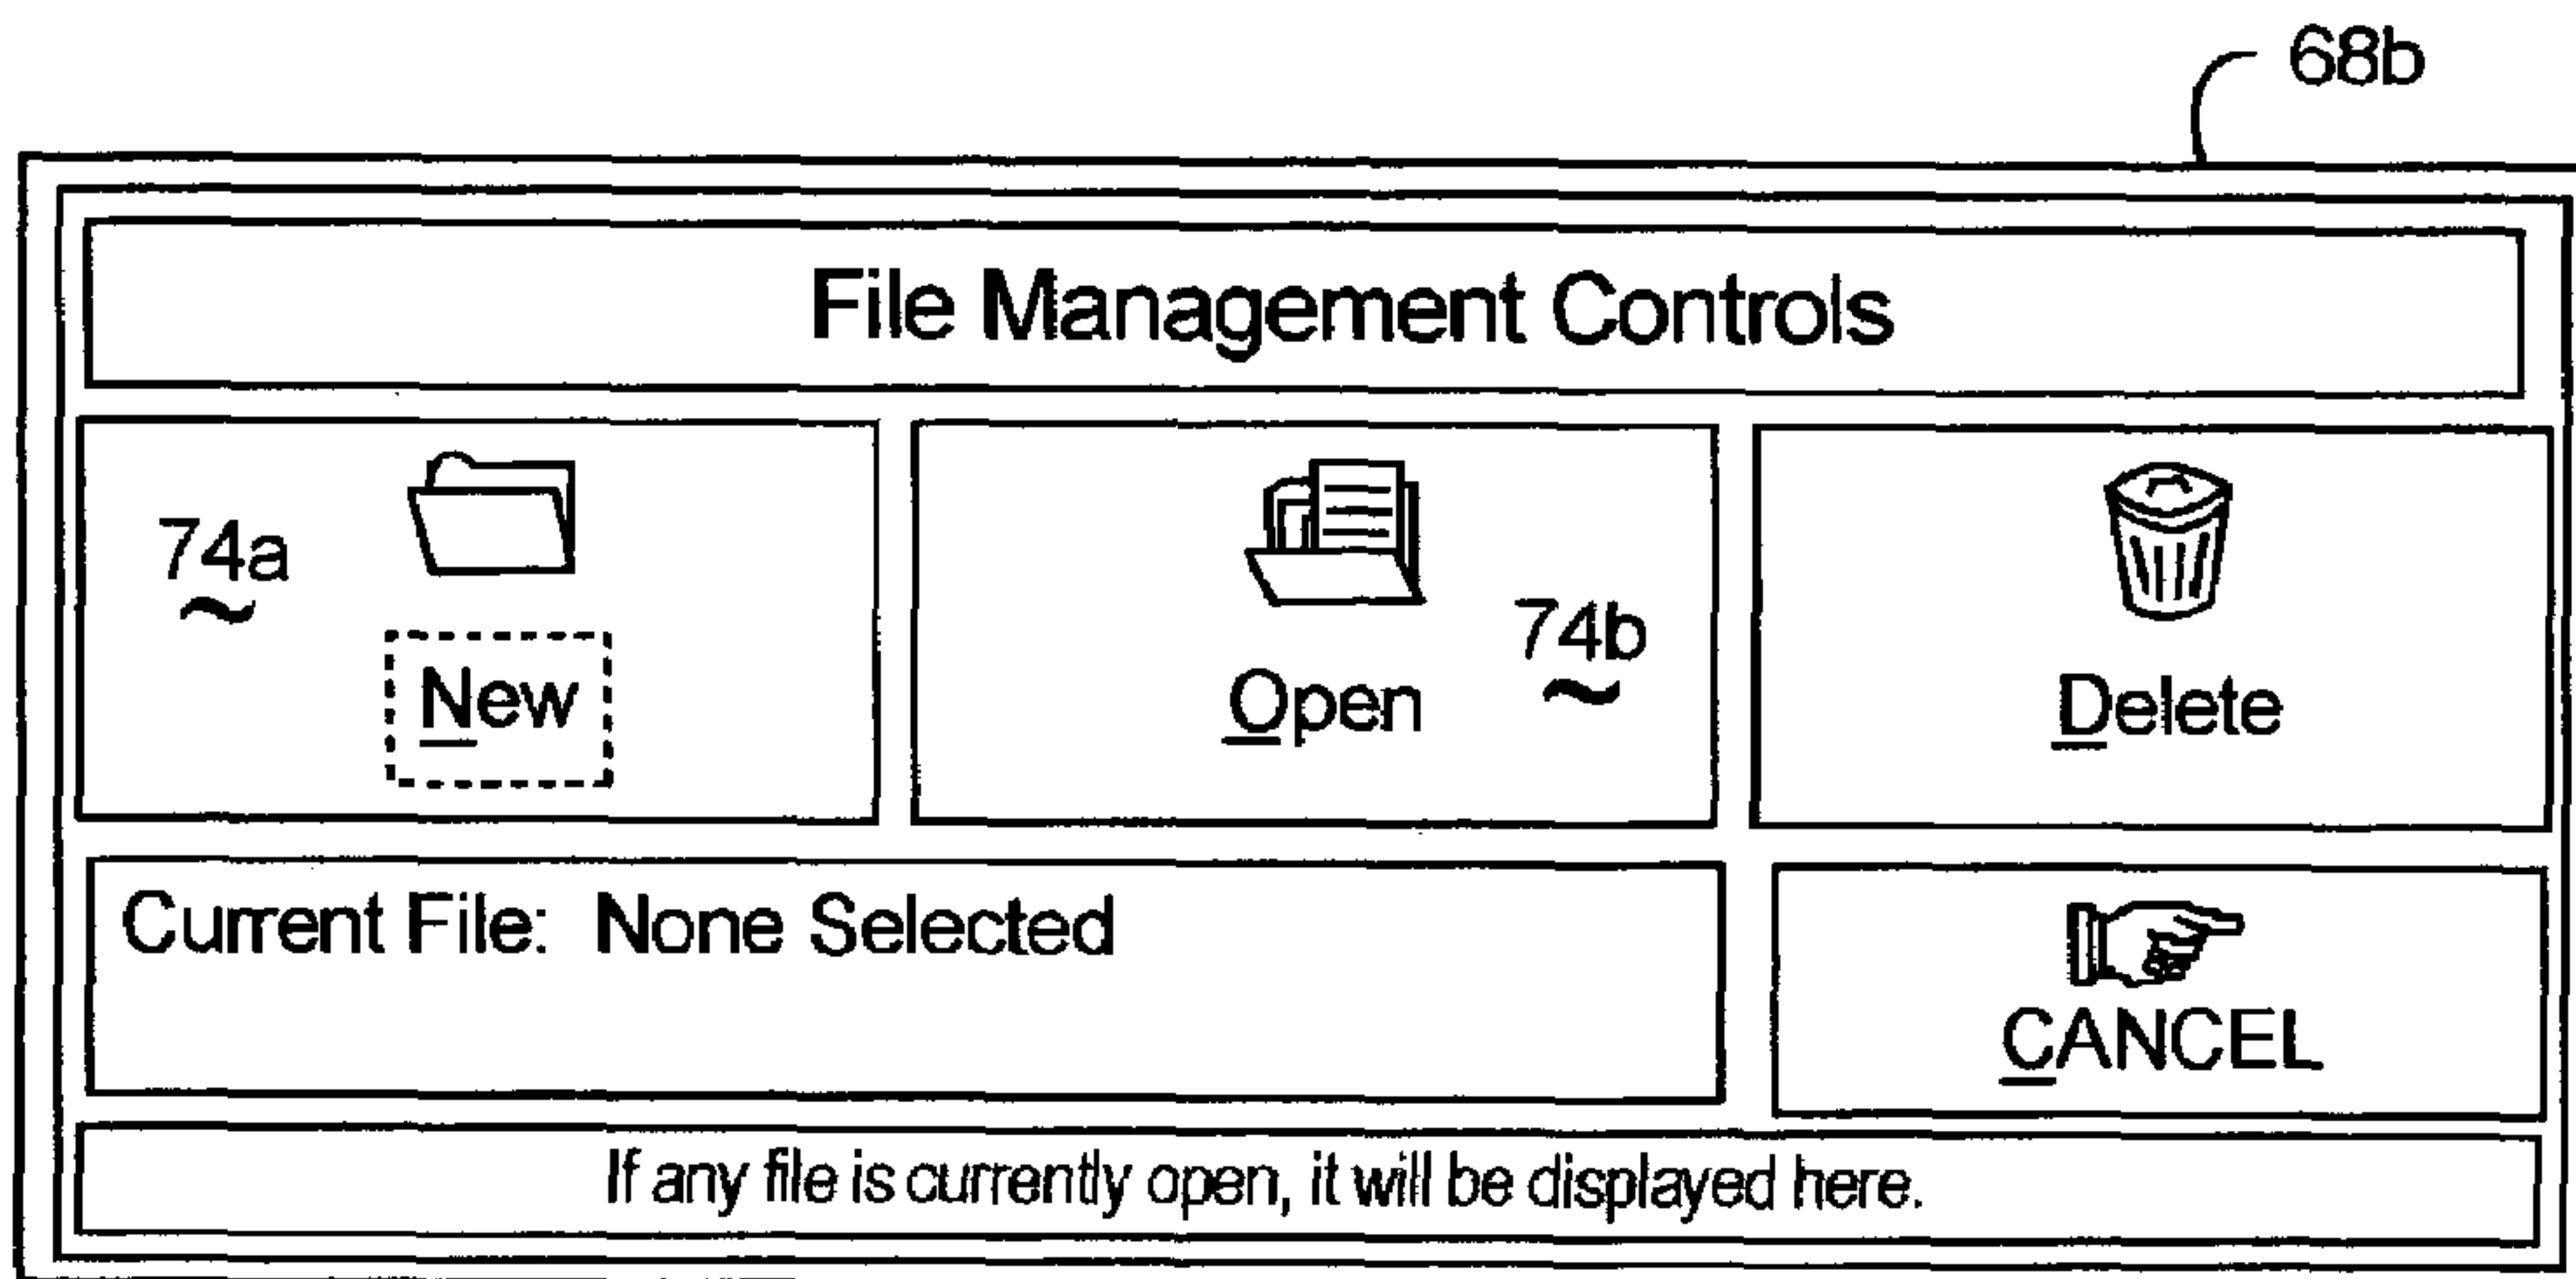 68b
File Management Controls
74a
New
Open
74b
Delete
Current File: None Selected
CANCEL
If any file is currently open, it will be displayed here.